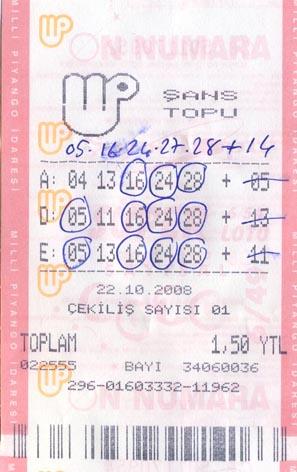 ON NUMARA
MP
ŞANS
TOPU
05.16.24.27.28+14
A: 04 13 16 24 28 + 05
D: 05 11 16 24 28 + 13
E: 05 13 16 24 28 + 11
22.10.2008
ÇEKİLİŞ SAYISI 01
TOPLAM 1,50 YTL
022555 BAYI 34060036
296-01603332-11962
ON NUMARA
MİLLİ PİYANGO İDARESİ